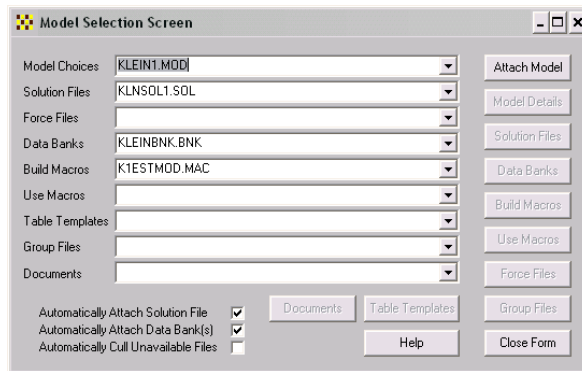 Model Selection Screen
Model Choices KLEIN1.MOD Attach Model
Solution Files KLNSOL1.SOL Model Details
Force Files Solution Files
Data Banks KLEINBNK.BNK Data Banks
Build Macros K1ESTMOD.MAC Build Macros
Use Macros Use Macros
Table Templates
Group Files Force Files
Documents
Automatically Attach Solution File Documents Table Templates Group Files
Automatically Attach Data Bank(s)
Automatically Cull Unavailable Files Help Close Form